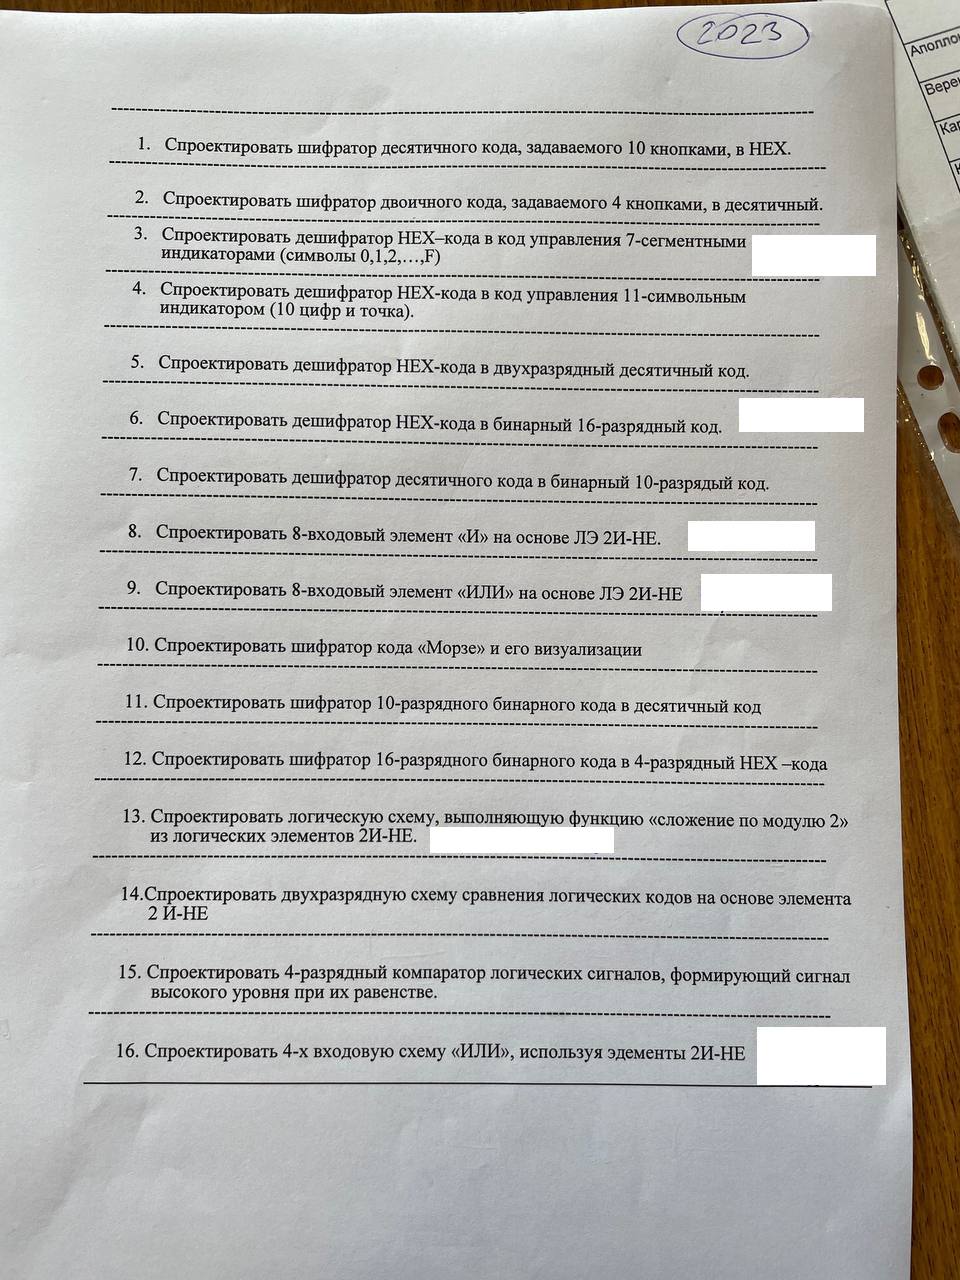 2023
Аполло
Вере
Ка
1. Спроектировать шифратор десятичного кода, задаваемого 10 кнопками, в HEX.
2. Спроектировать шифратор двоичного кода, задаваемого 4 кнопками, в десятичный.
3. Спроектировать дешифратор HEX–кода в код управления 7-сегментными
индикаторами (символы 0,1,2,…,F)
4. Спроектировать дешифратор HEX-кода в код управления 11-символьным
индикатором (10 цифр и точка).
5. Спроектировать дешифратор HEX-кода в двухразрядный десятичный код.
6. Спроектировать дешифратор HEX-кода в бинарный 16-разрядный код.
7. Спроектировать дешифратор десятичного кода в бинарный 10-разрядый код.
8. Спроектировать 8-входовый элемент «И» на основе ЛЭ 2И-НЕ.
9. Спроектировать 8-входовый элемент «ИЛИ» на основе ЛЭ 2И-НЕ
10. Спроектировать шифратор кода «Морзе» и его визуализации
11. Спроектировать шифратор 10-разрядного бинарного кода в десятичный код
12. Спроектировать шифратор 16-разрядного бинарного кода в 4-разрядный HEX –кода
13. Спроектировать логическую схему, выполняющую функцию «сложение по модулю 2»
из логических элементов 2И-НЕ.
14.Спроектировать двухразрядную схему сравнения логических кодов на основе элемента
2 И-НЕ
15. Спроектировать 4-разрядный компаратор логических сигналов, формирующий сигнал
высокого уровня при их равенстве.
16. Спроектировать 4-х входовую схему «ИЛИ», используя эдементы 2И-НЕ